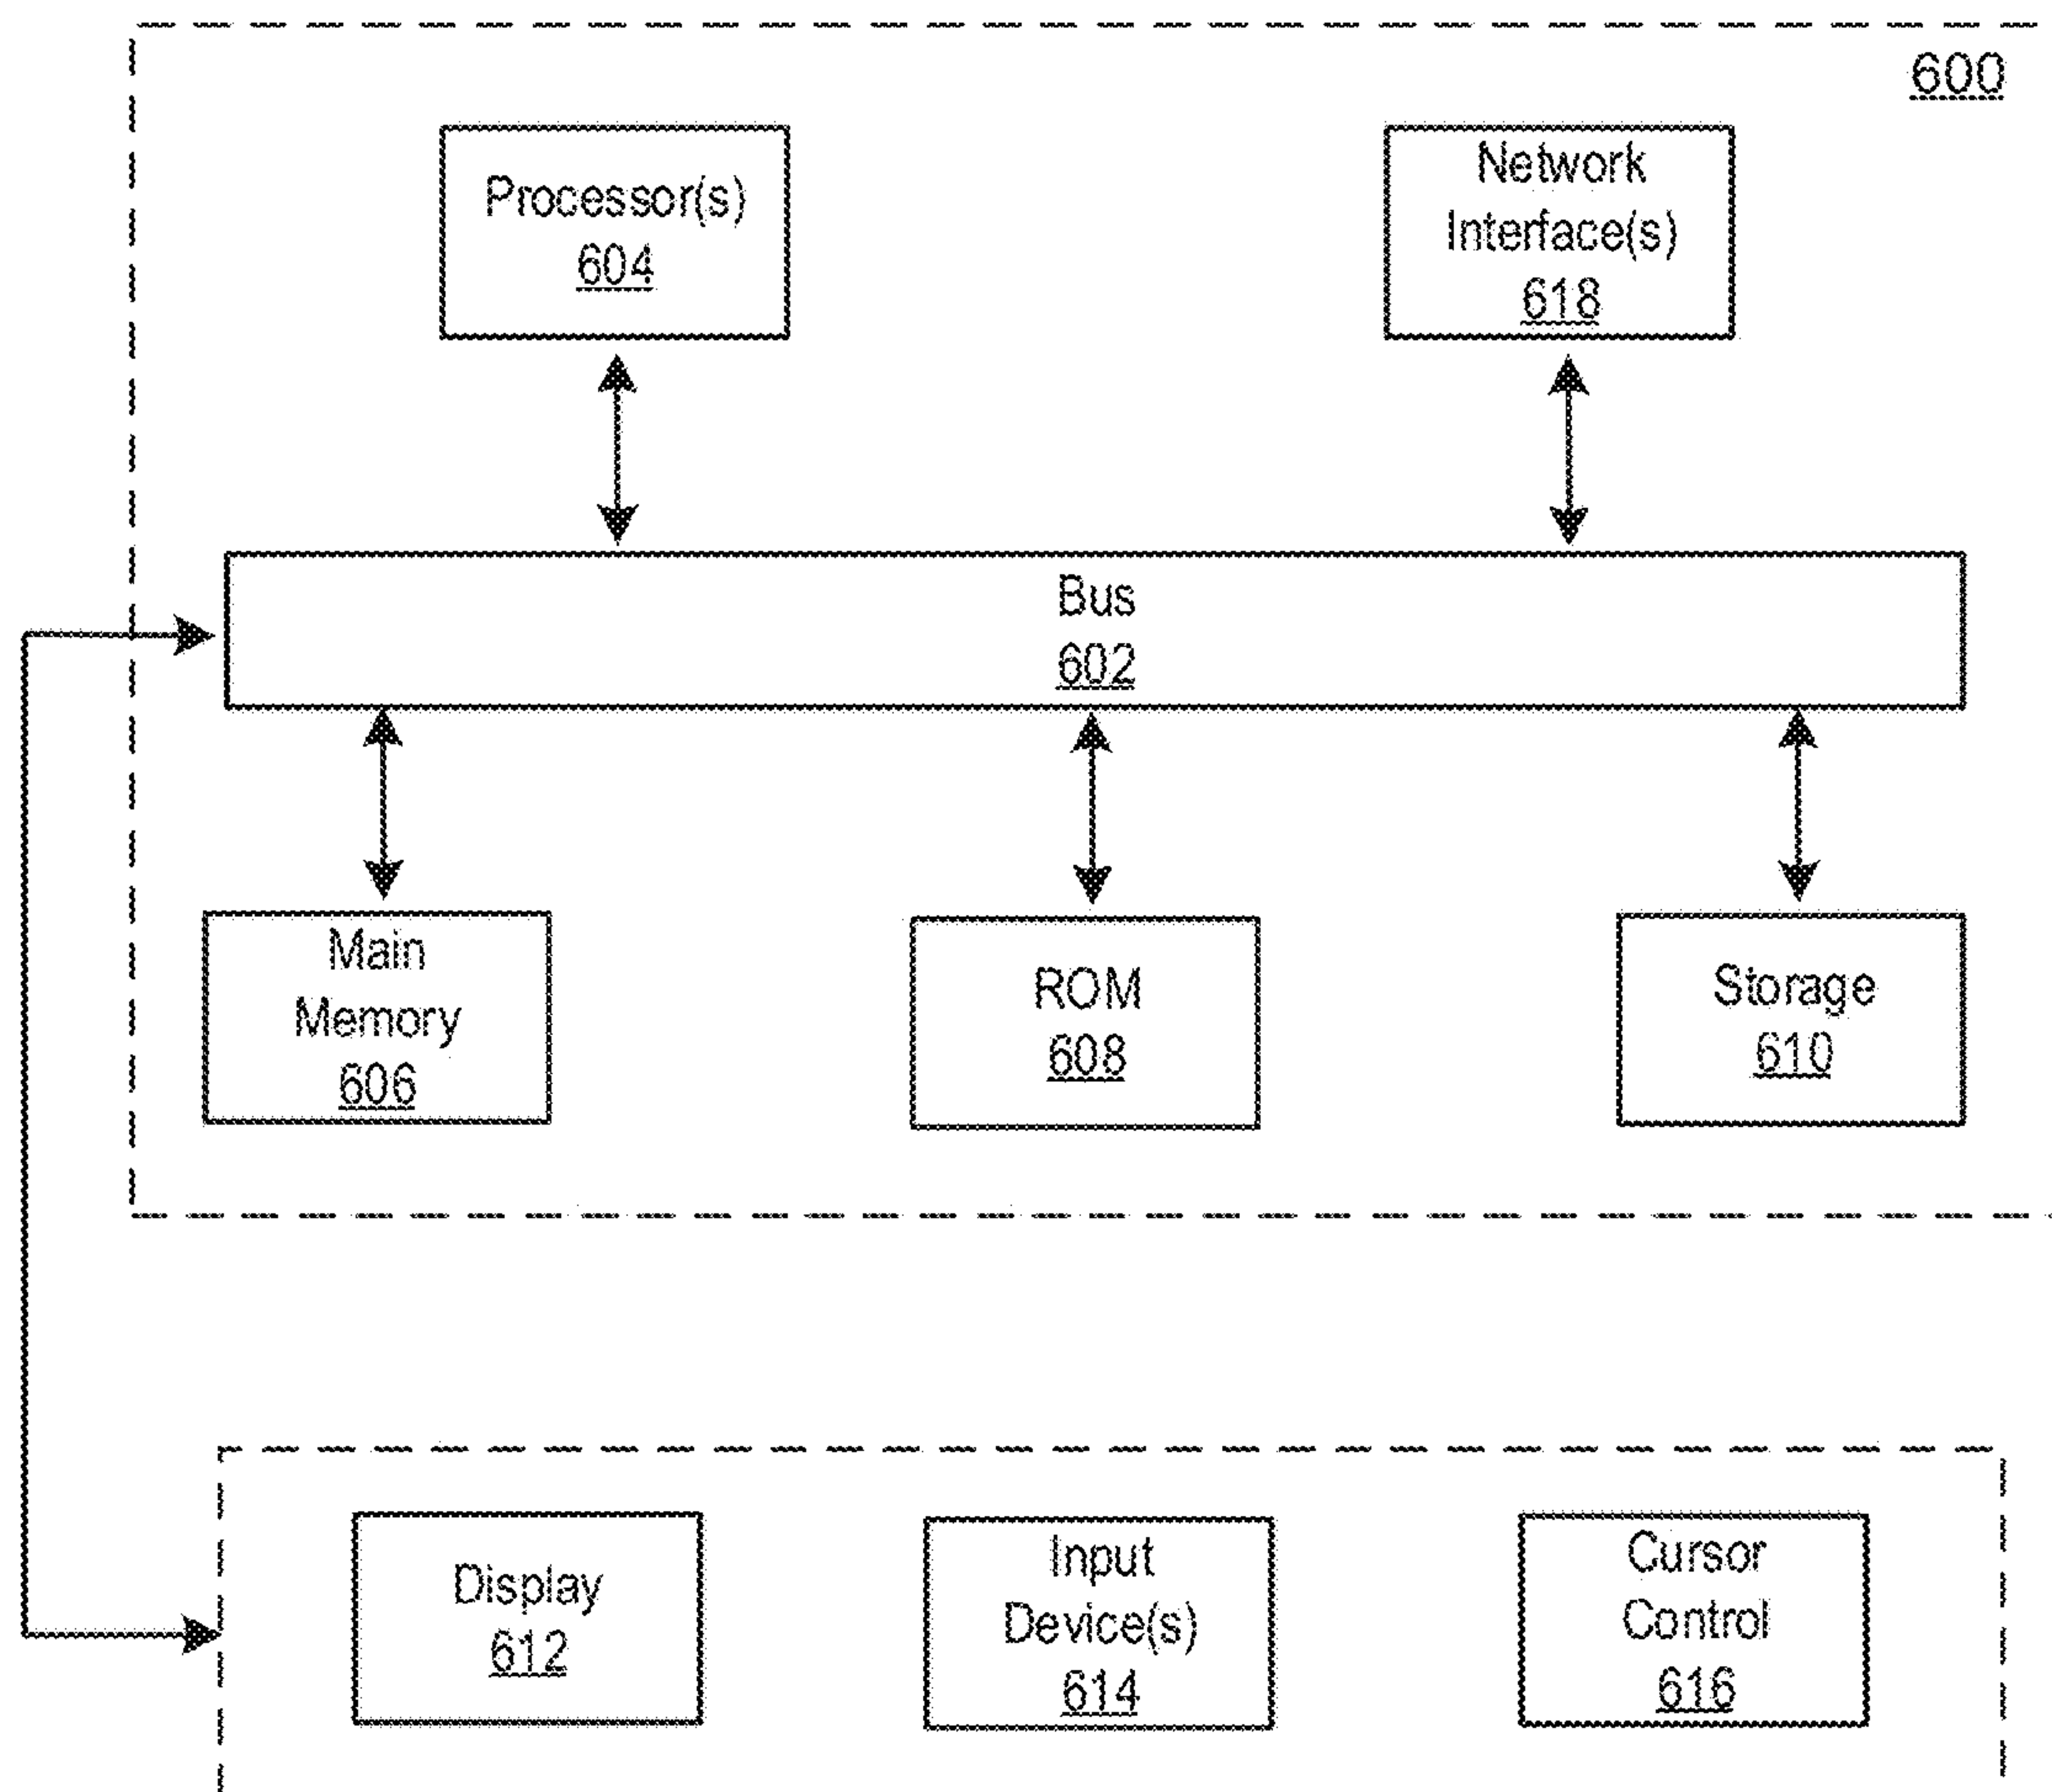 600
Processor(s)
604
Network
Interface(s)
618
Bus
602
Main
Memory
606
ROM
608
Storage
610
Display
612
Input
Device(s)
614
Cursor
Control
616